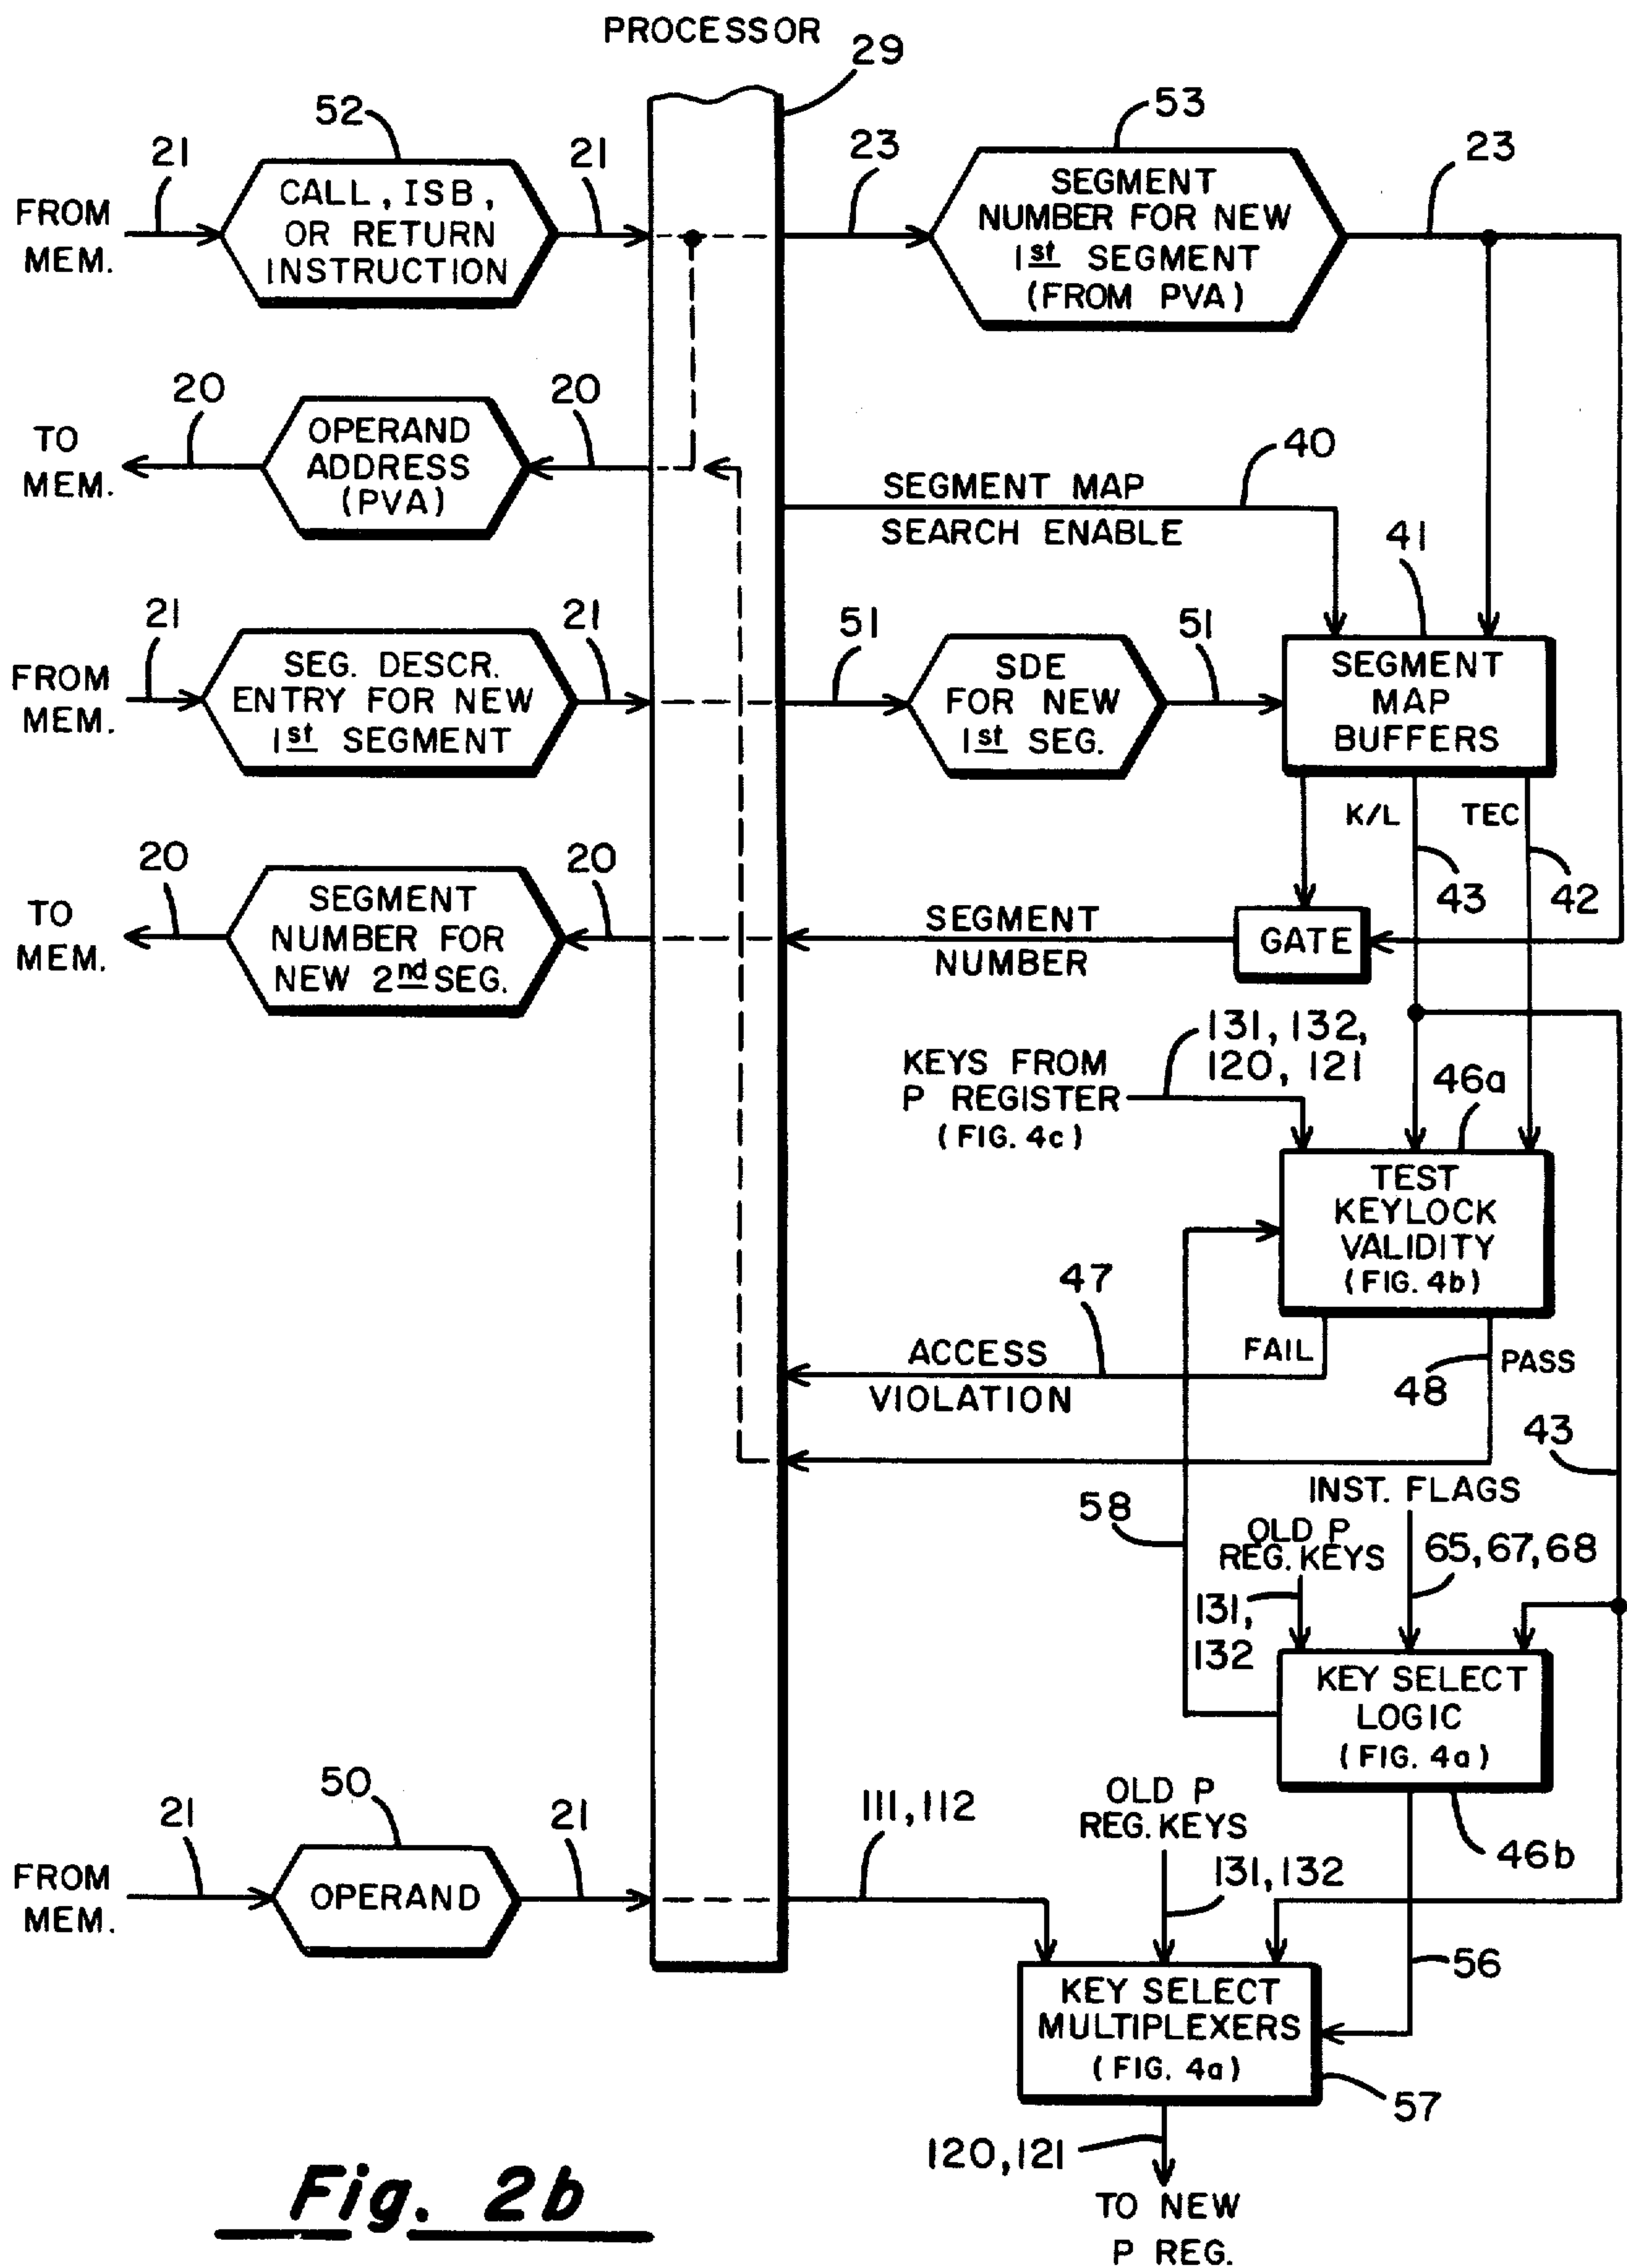 PROCESSOR
29
52
53
21
21
23
23
FROM
MEM.
CALL, ISB,
OR RETURN
INSTRUCTION
SEGMENT
NUMBER FOR NEW
1st SEGMENT
(FROM PVA)
20
20
TO
MEM.
OPERAND
ADDRESS
(PVA)
40
SEGMENT MAP
SEARCH ENABLE
41
21
21
51
51
FROM
MEM.
SEG. DESCR.
ENTRY FOR NEW
1st SEGMENT
SDE
FOR NEW
1st SEG.
SEGMENT
MAP
BUFFERS
K/L
TEC
43
42
20
20
TO
MEM.
SEGMENT
NUMBER FOR
NEW 2nd SEG.
SEGMENT
NUMBER
GATE
KEYS FROM
P REGISTER
(FIG. 4c)
131, 132,
120, 121
46a
TEST
KEYLOCK
VALIDITY
(FIG. 4b)
47
ACCESS
VIOLATION
FAIL
PASS
48
43
58
INST. FLAGS
OLD P
REG. KEYS
65, 67, 68
131,
132
KEY SELECT
LOGIC
(FIG. 4a)
46b
21
50
21
FROM
MEM.
OPERAND
111, 112
OLD P
REG. KEYS
131, 132
56
KEY SELECT
MULTIPLEXERS
(FIG. 4a)
57
120, 121
TO NEW
P REG.
Fig. 2b